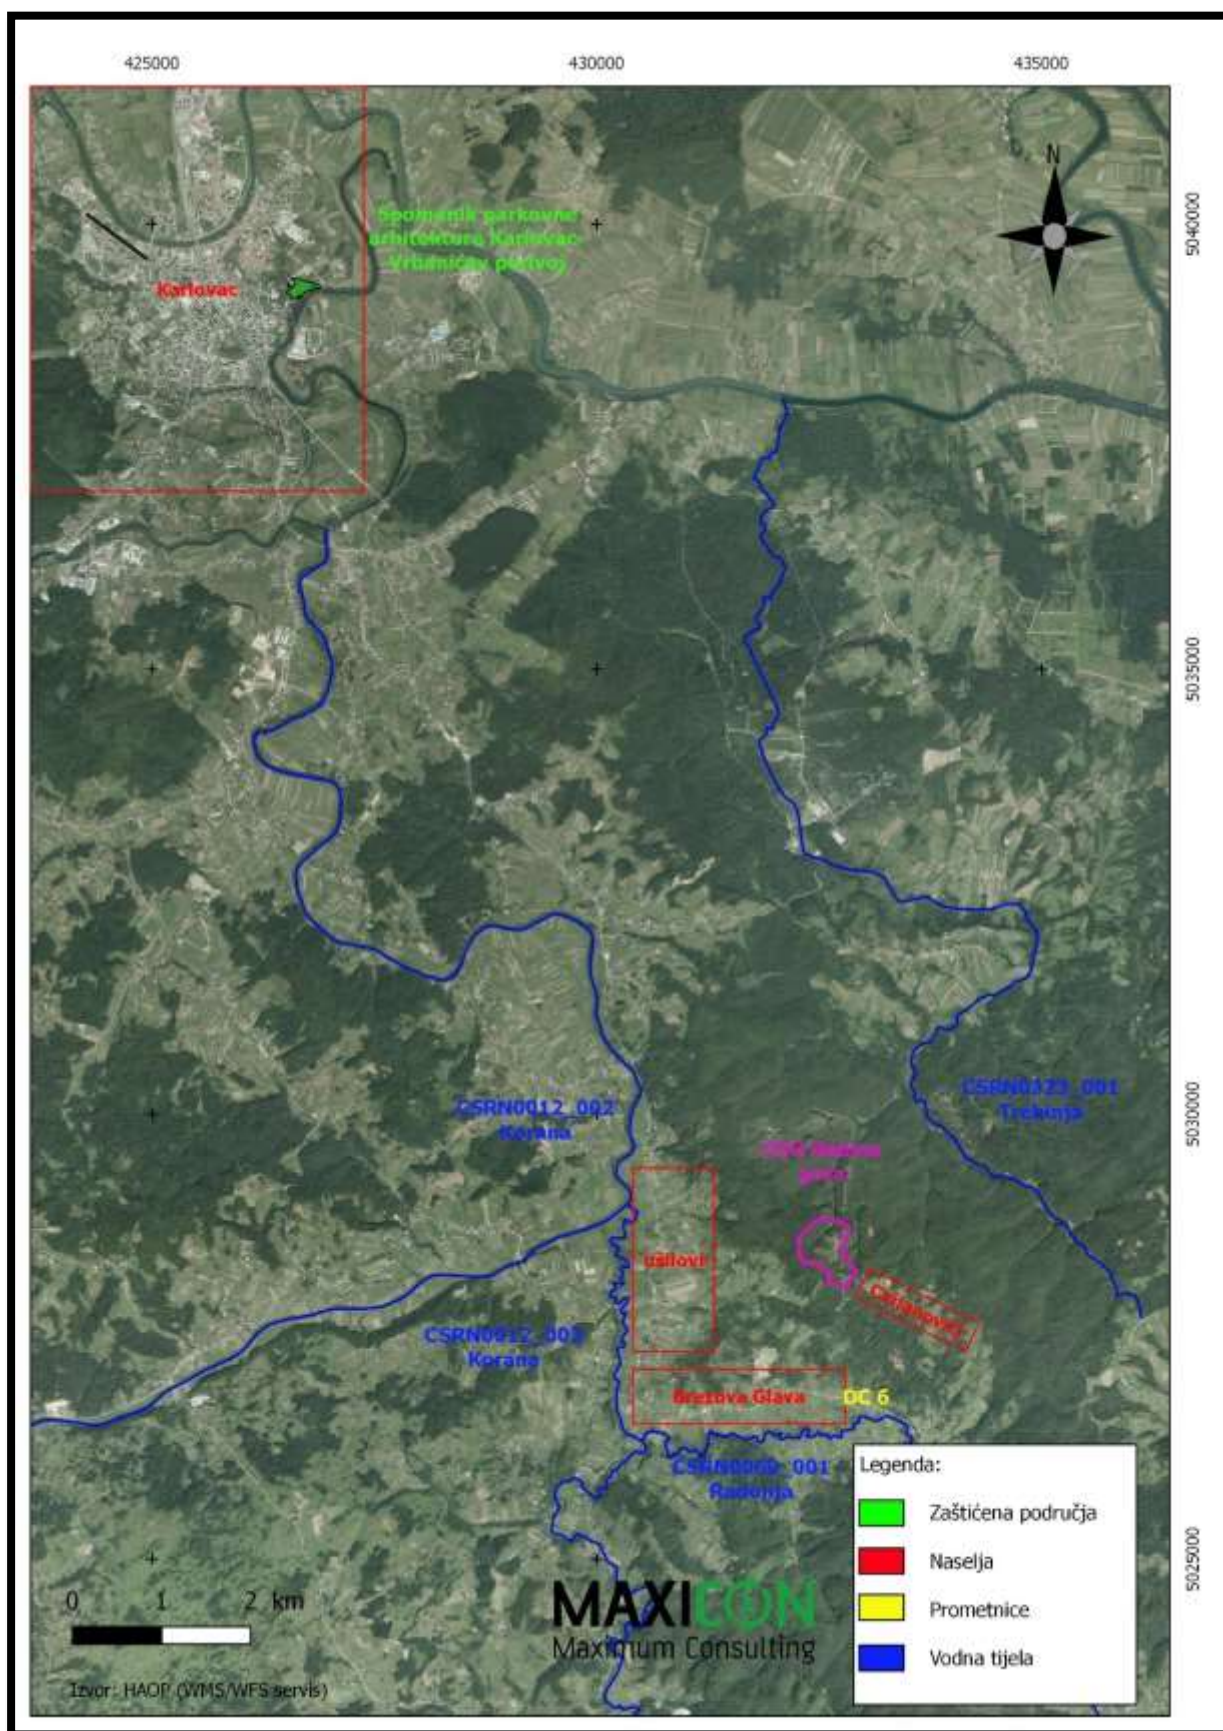 425000
430000
435000
N
5040000
Spomenik parkovne
arhitekture Karlovac-
Vrbanićev perivoj
Karlovac
5035000
CSRN0012_002
Korana
CSRN0123_001
Trebinja
5030000
gora
CSRN0012_003
Korana
Brezova Glava
DC 6
CSRN0060_001
Radonja
Legenda:
Zaštićena područja
Naselja
Prometnice
Vodna tijela
5025000
0 1 2 km
MAXICON
Maximum Consulting
Izvor: HAOP (WMS/WFS servis)